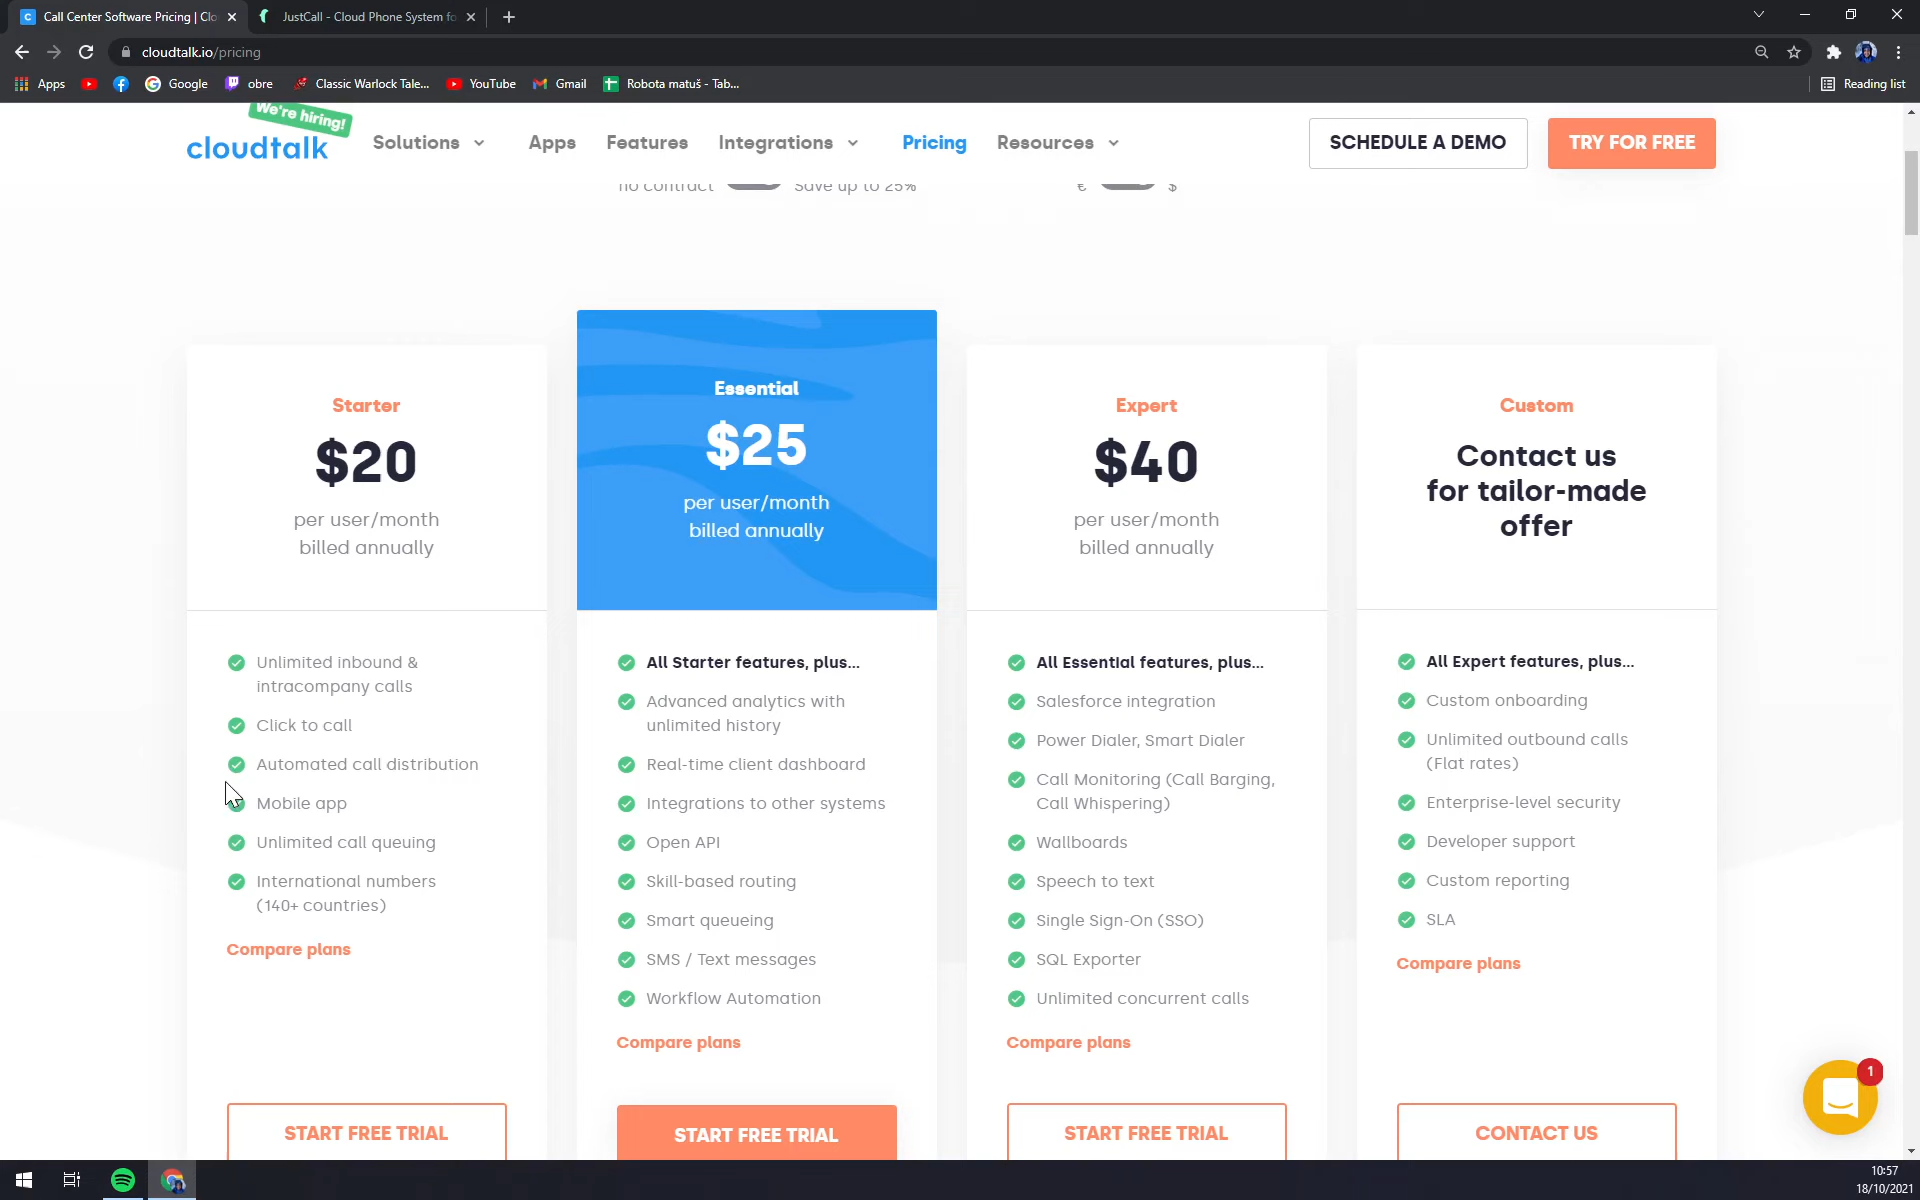 Call Center Software Pricing | Clo
JustCall - Cloud Phone System fo
cloudtalk.io/pricing
Apps
Google
obre
Classic Warlock Tale...
YouTube
Gmail
Robota matuš - Tab...
Reading list
We're hiring!
cloudtalk
Solutions
Apps
Features
Integrations
Pricing
Resources
SCHEDULE A DEMO
TRY FOR FREE
no contract
Save up to 25%
€
$
Starter
$20
per user/month
billed annually
Unlimited inbound &
intracompany calls
Click to call
Automated call distribution
Mobile app
Unlimited call queuing
International numbers
(140+ countries)
Compare plans
START FREE TRIAL
Essential
$25
per user/month
billed annually
All Starter features, plus...
Advanced analytics with
unlimited history
Real-time client dashboard
Integrations to other systems
Open API
Skill-based routing
Smart queueing
SMS / Text messages
Workflow Automation
Compare plans
START FREE TRIAL
Expert
$40
per user/month
billed annually
All Essential features, plus...
Salesforce integration
Power Dialer, Smart Dialer
Call Monitoring (Call Barging,
Call Whispering)
Wallboards
Speech to text
Single Sign-On (SSO)
SQL Exporter
Unlimited concurrent calls
Compare plans
START FREE TRIAL
Custom
Contact us
for tailor-made
offer
All Expert features, plus...
Custom onboarding
Unlimited outbound calls
(Flat rates)
Enterprise-level security
Developer support
Custom reporting
SLA
Compare plans
CONTACT US
1
10:57
18/10/2021